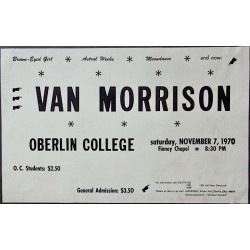 Brown-Eyed Girl * Astral Weeks * Moondance * and now:
* * * *
VAN MORRISON
* * *
OBERLIN COLLEGE
saturday, NOVEMBER 7, 1970
Finney Chapel * 8:30 PM
O. C. Students: $2.50
General Admission: $3.50